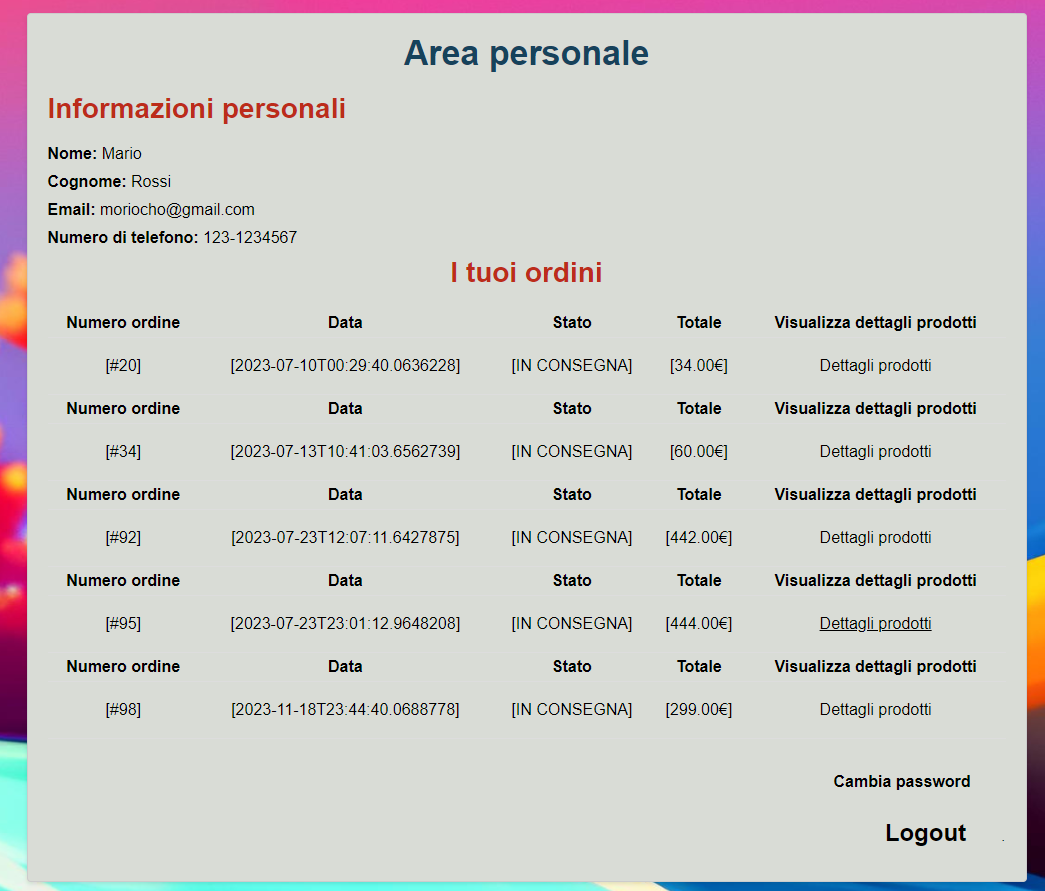 Area personale
Informazioni personali
Nome: Mario
Cognome: Rossi
Email: moriocho@gmail.com
Numero di telefono: 123-1234567
I tuoi ordini
Numero ordine Data Stato Totale Visualizza dettagli prodotti
[#20] [2023-07-10T00:29:40.0636228] [IN CONSEGNA] [34.00€] Dettagli prodotti
Numero ordine Data Stato Totale Visualizza dettagli prodotti
[#34] [2023-07-13T10:41:03.6562739] [IN CONSEGNA] [60.00€] Dettagli prodotti
Numero ordine Data Stato Totale Visualizza dettagli prodotti
[#92] [2023-07-23T12:07:11.6427875] [IN CONSEGNA] [442.00€] Dettagli prodotti
Numero ordine Data Stato Totale Visualizza dettagli prodotti
[#95] [2023-07-23T23:01:12.9648208] [IN CONSEGNA] [444.00€] Dettagli prodotti
Numero ordine Data Stato Totale Visualizza dettagli prodotti
[#98] [2023-11-18T23:44:40.0688778] [IN CONSEGNA] [299.00€] Dettagli prodotti
Cambia password
Logout .